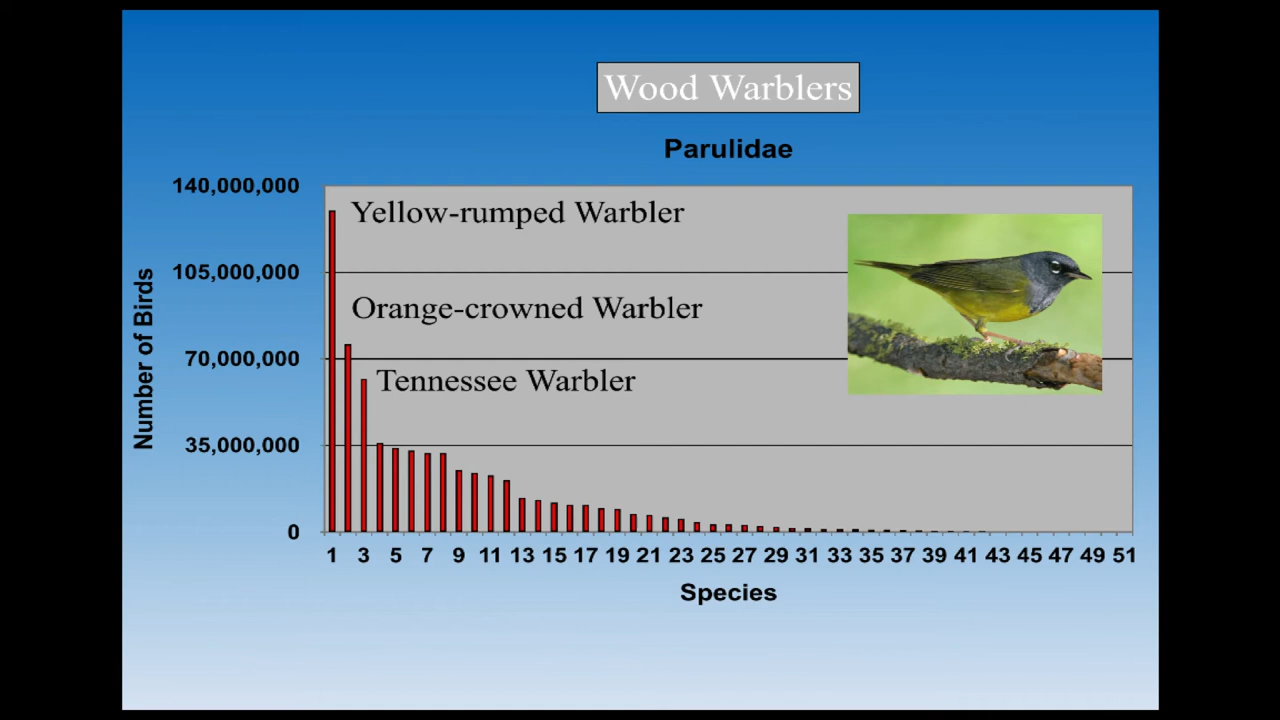 Wood Warblers
Parulidae
140,000,000
Yellow-rumped Warbler
105,000,000
Orange-crowned Warbler
70,000,000
Tennessee Warbler
35,000,000
0
Number of Birds
1 3 5 7 9 11 13 15 17 19 21 23 25 27 29 31 33 35 37 39 41 43 45 47 49 51
Species